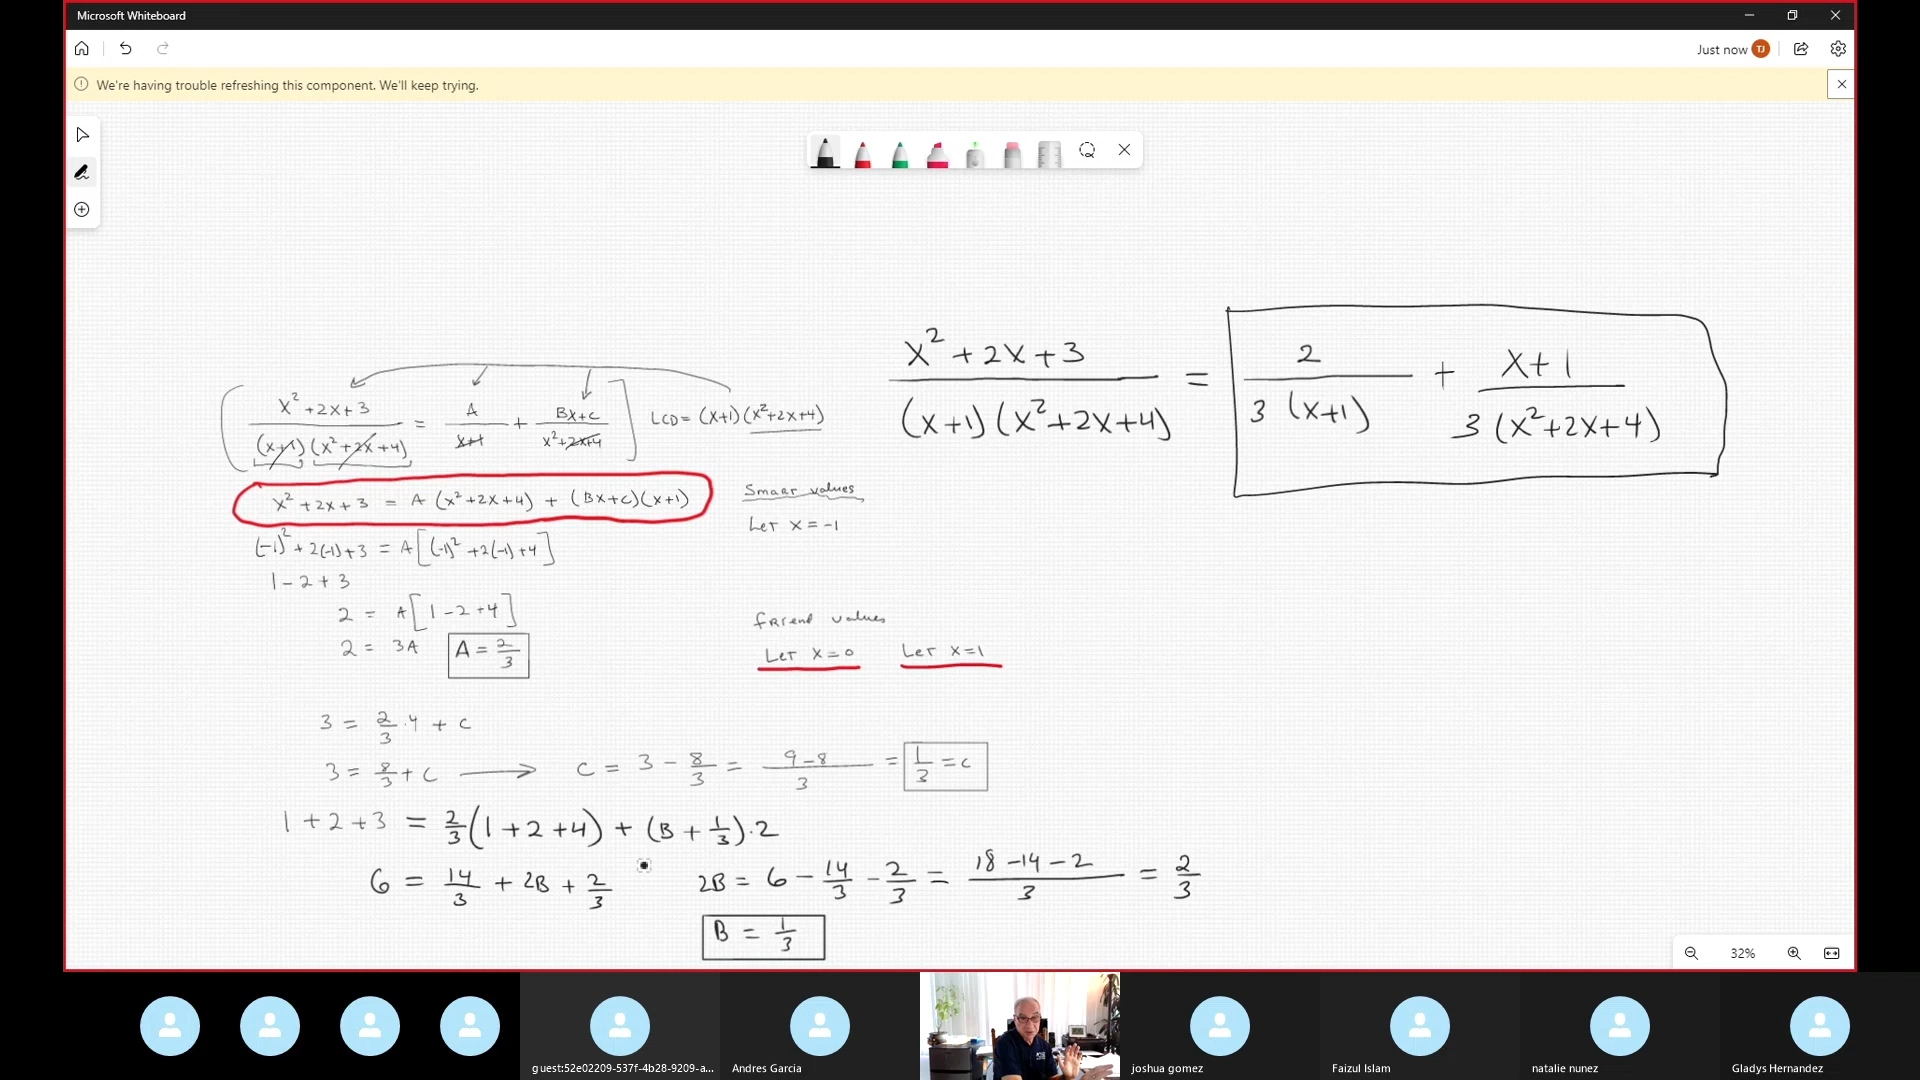 Microsoft Whiteboard
Just now TJ
We're having trouble refreshing this component. We'll keep trying.
x² + 2x + 3 / (x+1)(x²+2x+4) = 2 / 3 (x+1) + x+1 / 3 (x²+2x+4)
x² + 2x + 3 / (x+1)(x²+2x+4) = A / x+1 + Bx+c / x²+2x+4 LCD = (x+1)(x²+2x+4)
x² + 2x + 3 = A (x²+2x+4) + (Bx+c)(x+1)
Smart values
Let x = -1
(-1)² + 2(-1) + 3 = A[(-1)² + 2(-1) + 4]
1 - 2 + 3
2 = A[1 - 2 + 4]
2 = 3A A = 2/3
friend values
Let x = 0 Let x = 1
3 = 2/3 · 4 + c
3 = 8/3 + c → c = 3 - 8/3 = 9-8 / 3 = 1/3 = c
1 + 2 + 3 = 2/3 (1 + 2 + 4) + (B + 1/3) · 2
6 = 14/3 + 2B + 2/3 2B = 6 - 14/3 - 2/3 = 18 - 14 - 2 / 3 = 2/3
B = 1/3
32%
guest:52e02209-537f-4b28-9209-a...
Andres Garcia
joshua gomez
Faizul Islam
natalie nunez
Gladys Hernandez